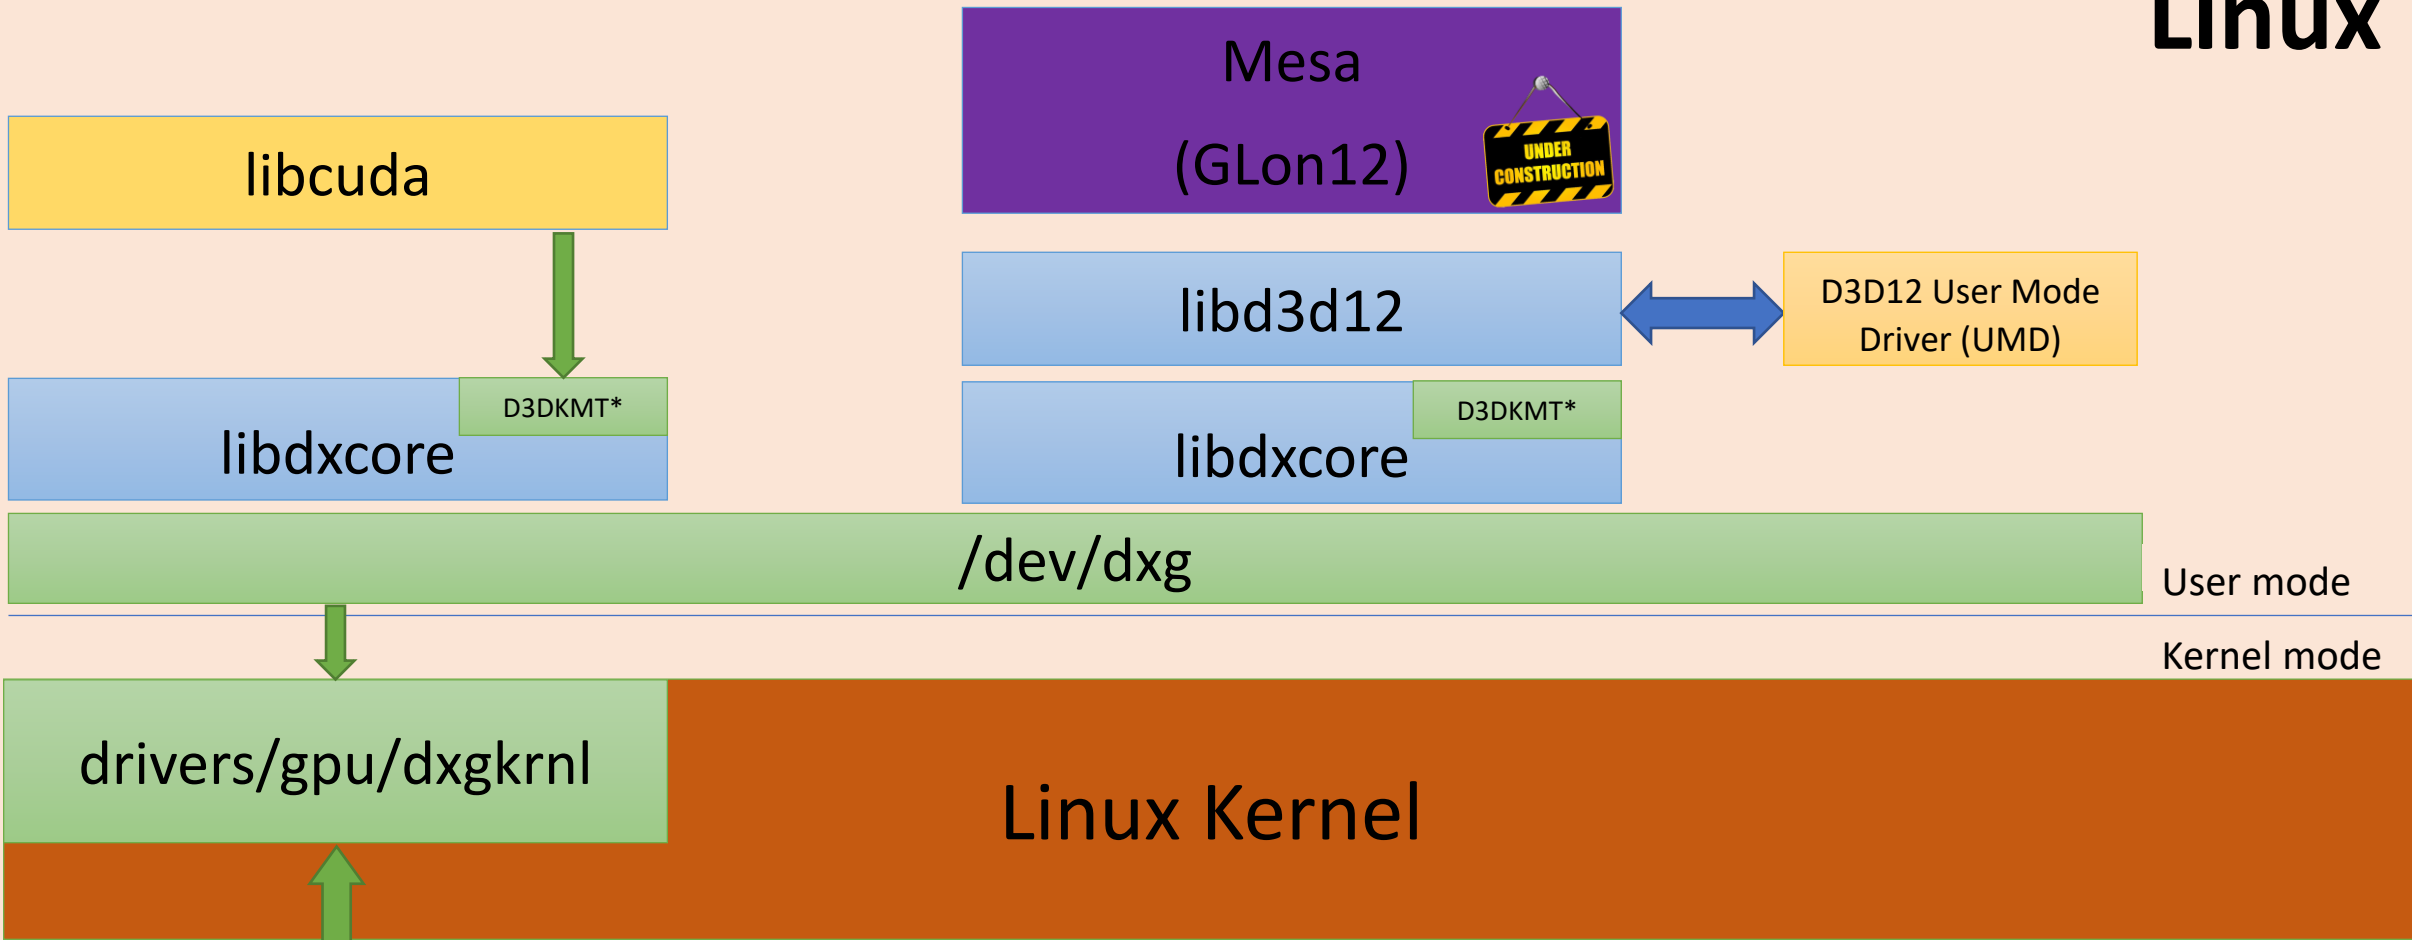 Linux
Mesa
(GLon12)
UNDER
CONSTRUCTION
libcuda
libd3d12
D3D12 User Mode
Driver (UMD)
D3DKMT*
libdxcore
D3DKMT*
libdxcore
/dev/dxg
User mode
Kernel mode
drivers/gpu/dxgkrnl
Linux Kernel